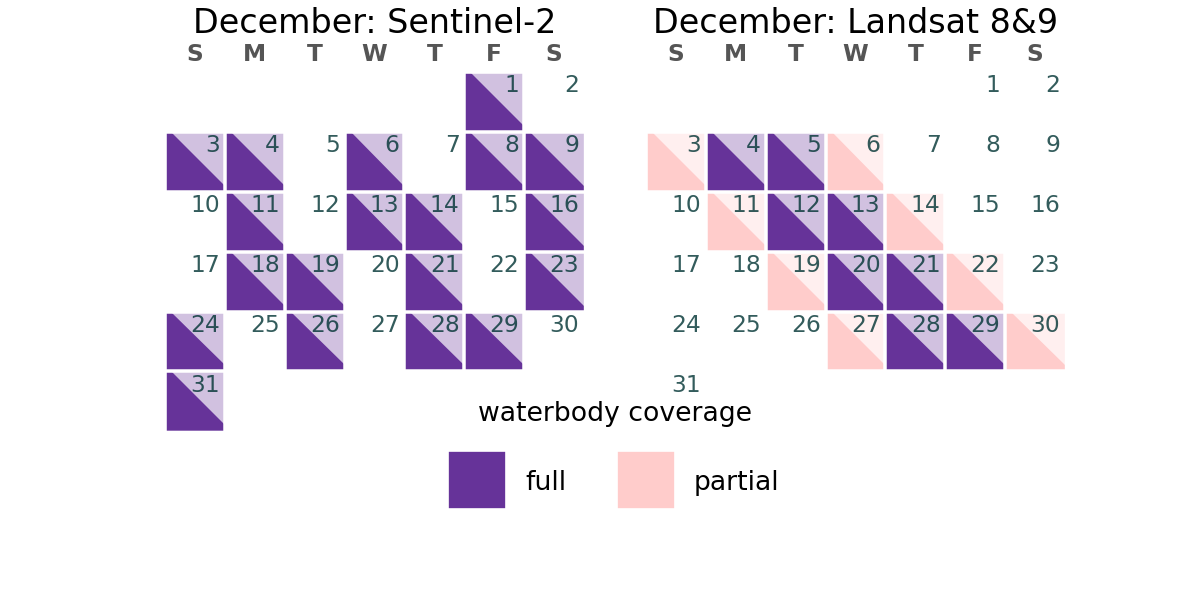 December: Sentinel-2
S M T W T F S
1 2
3 4 5 6 7 8 9
10 11 12 13 14 15 16
17 18 19 20 21 22 23
24 25 26 27 28 29 30
31
December: Landsat 8&9
S M T W T F S
1 2
3 4 5 6 7 8 9
10 11 12 13 14 15 16
17 18 19 20 21 22 23
24 25 26 27 28 29 30
31
waterbody coverage
full partial